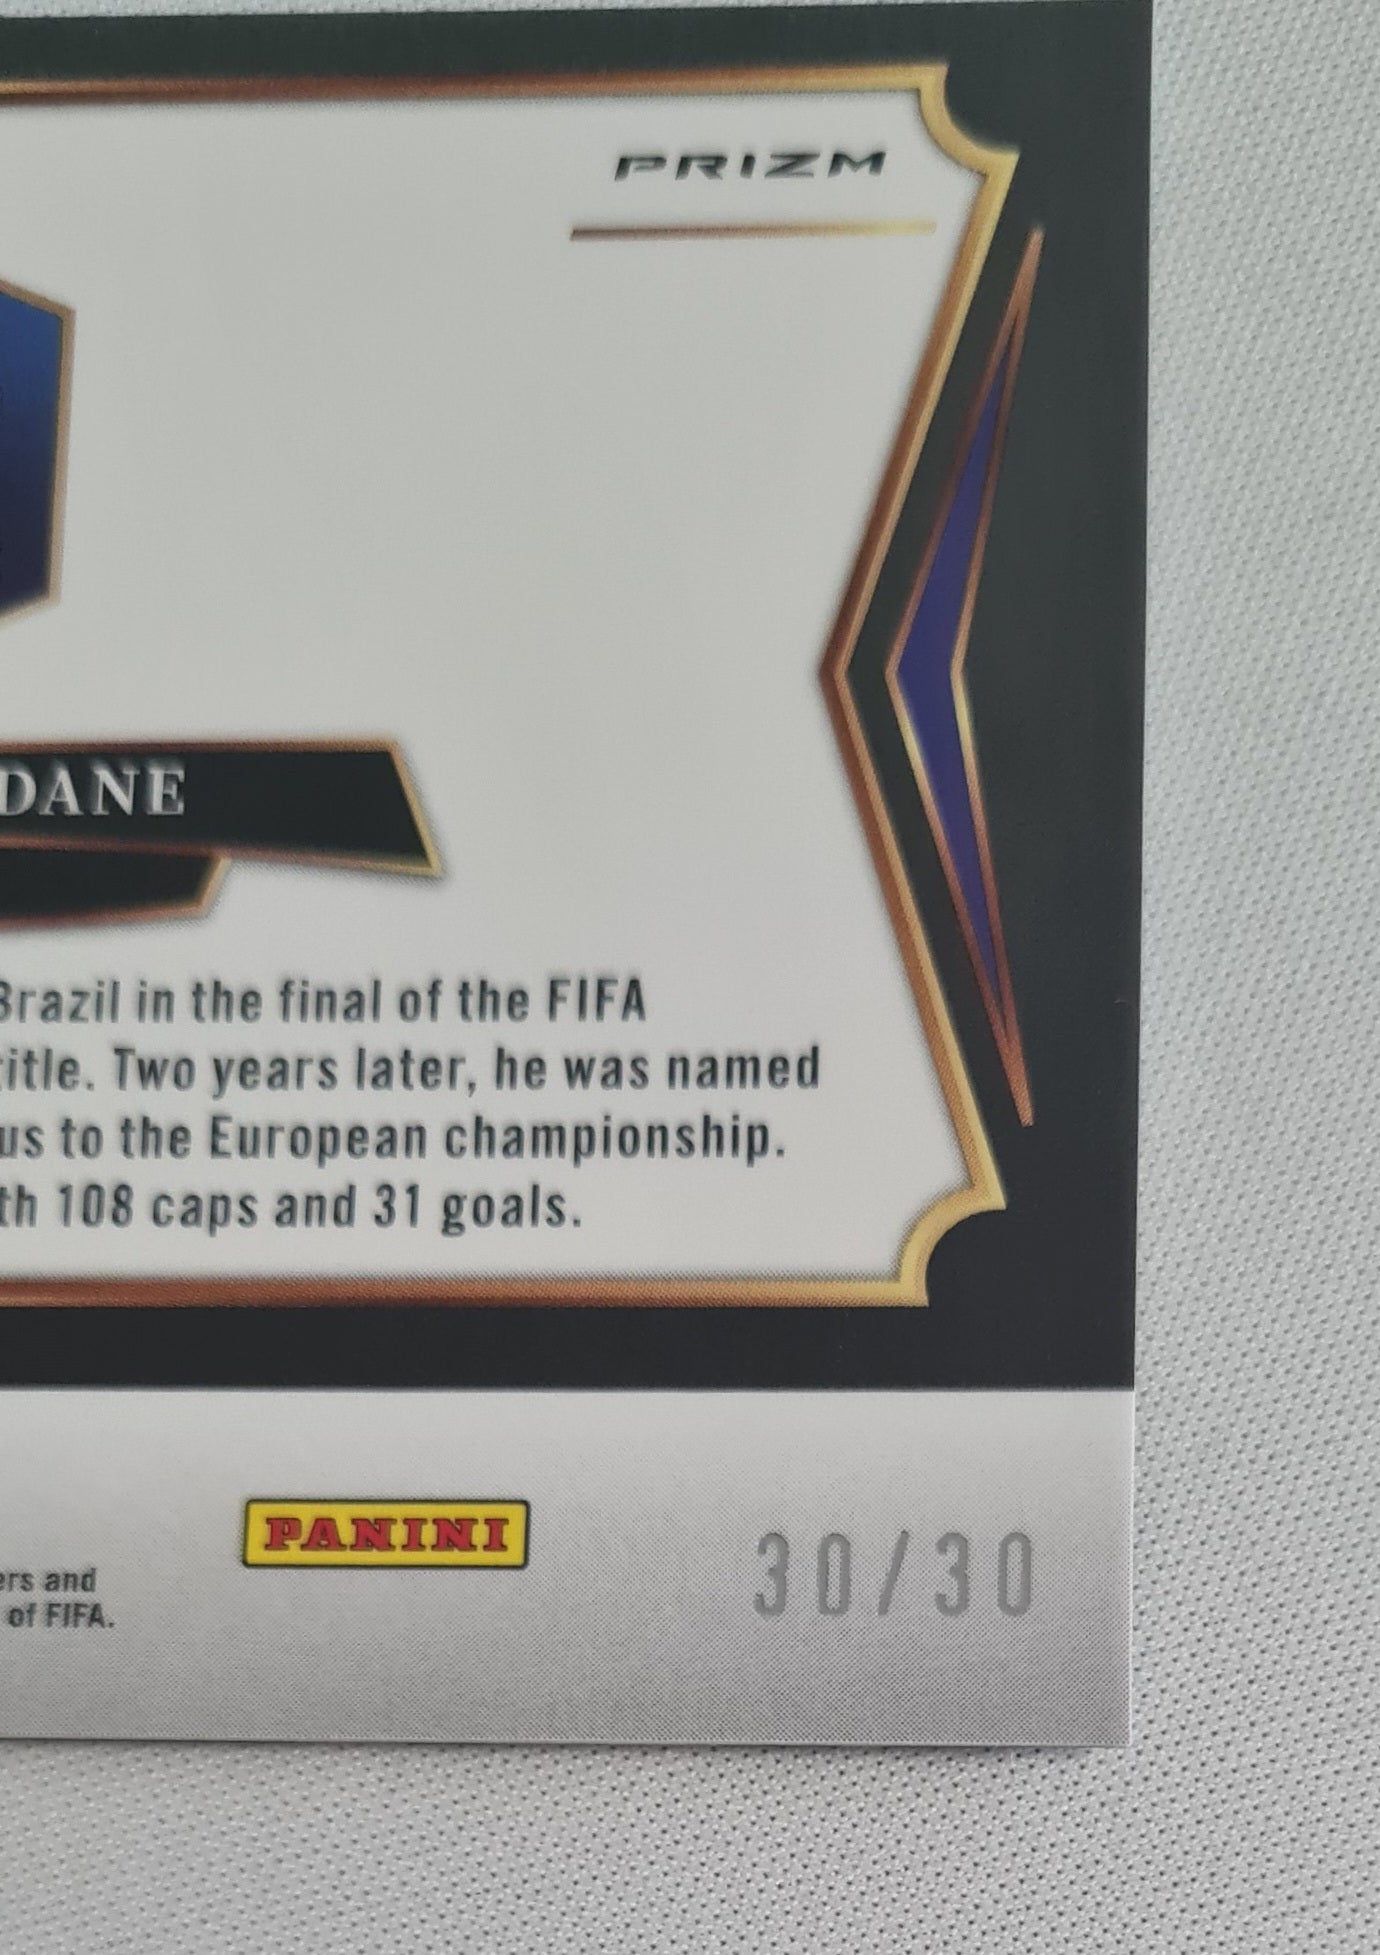 PRIZM
DANE
Brazil in the final of the FIFA
title. Two years later, he was named
us to the European championship.
th 108 caps and 31 goals.
PANINI
30/30
ers and
of FIFA.